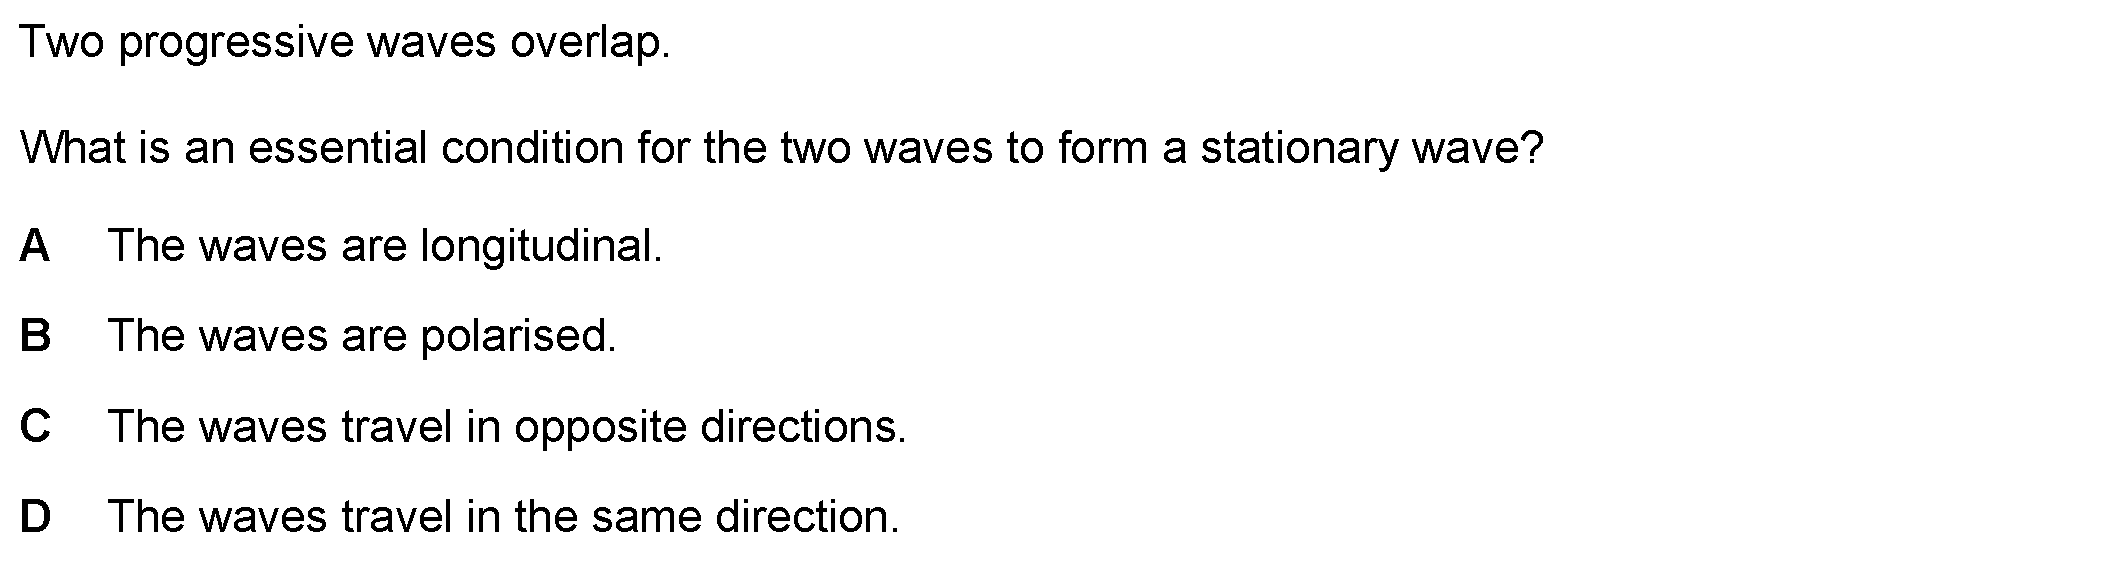 Two progressive waves overlap.
What is an essential condition for the two waves to form a stationary wave?
A The waves are longitudinal.
B The waves are polarised.
C The waves travel in opposite directions.
D The waves travel in the same direction.